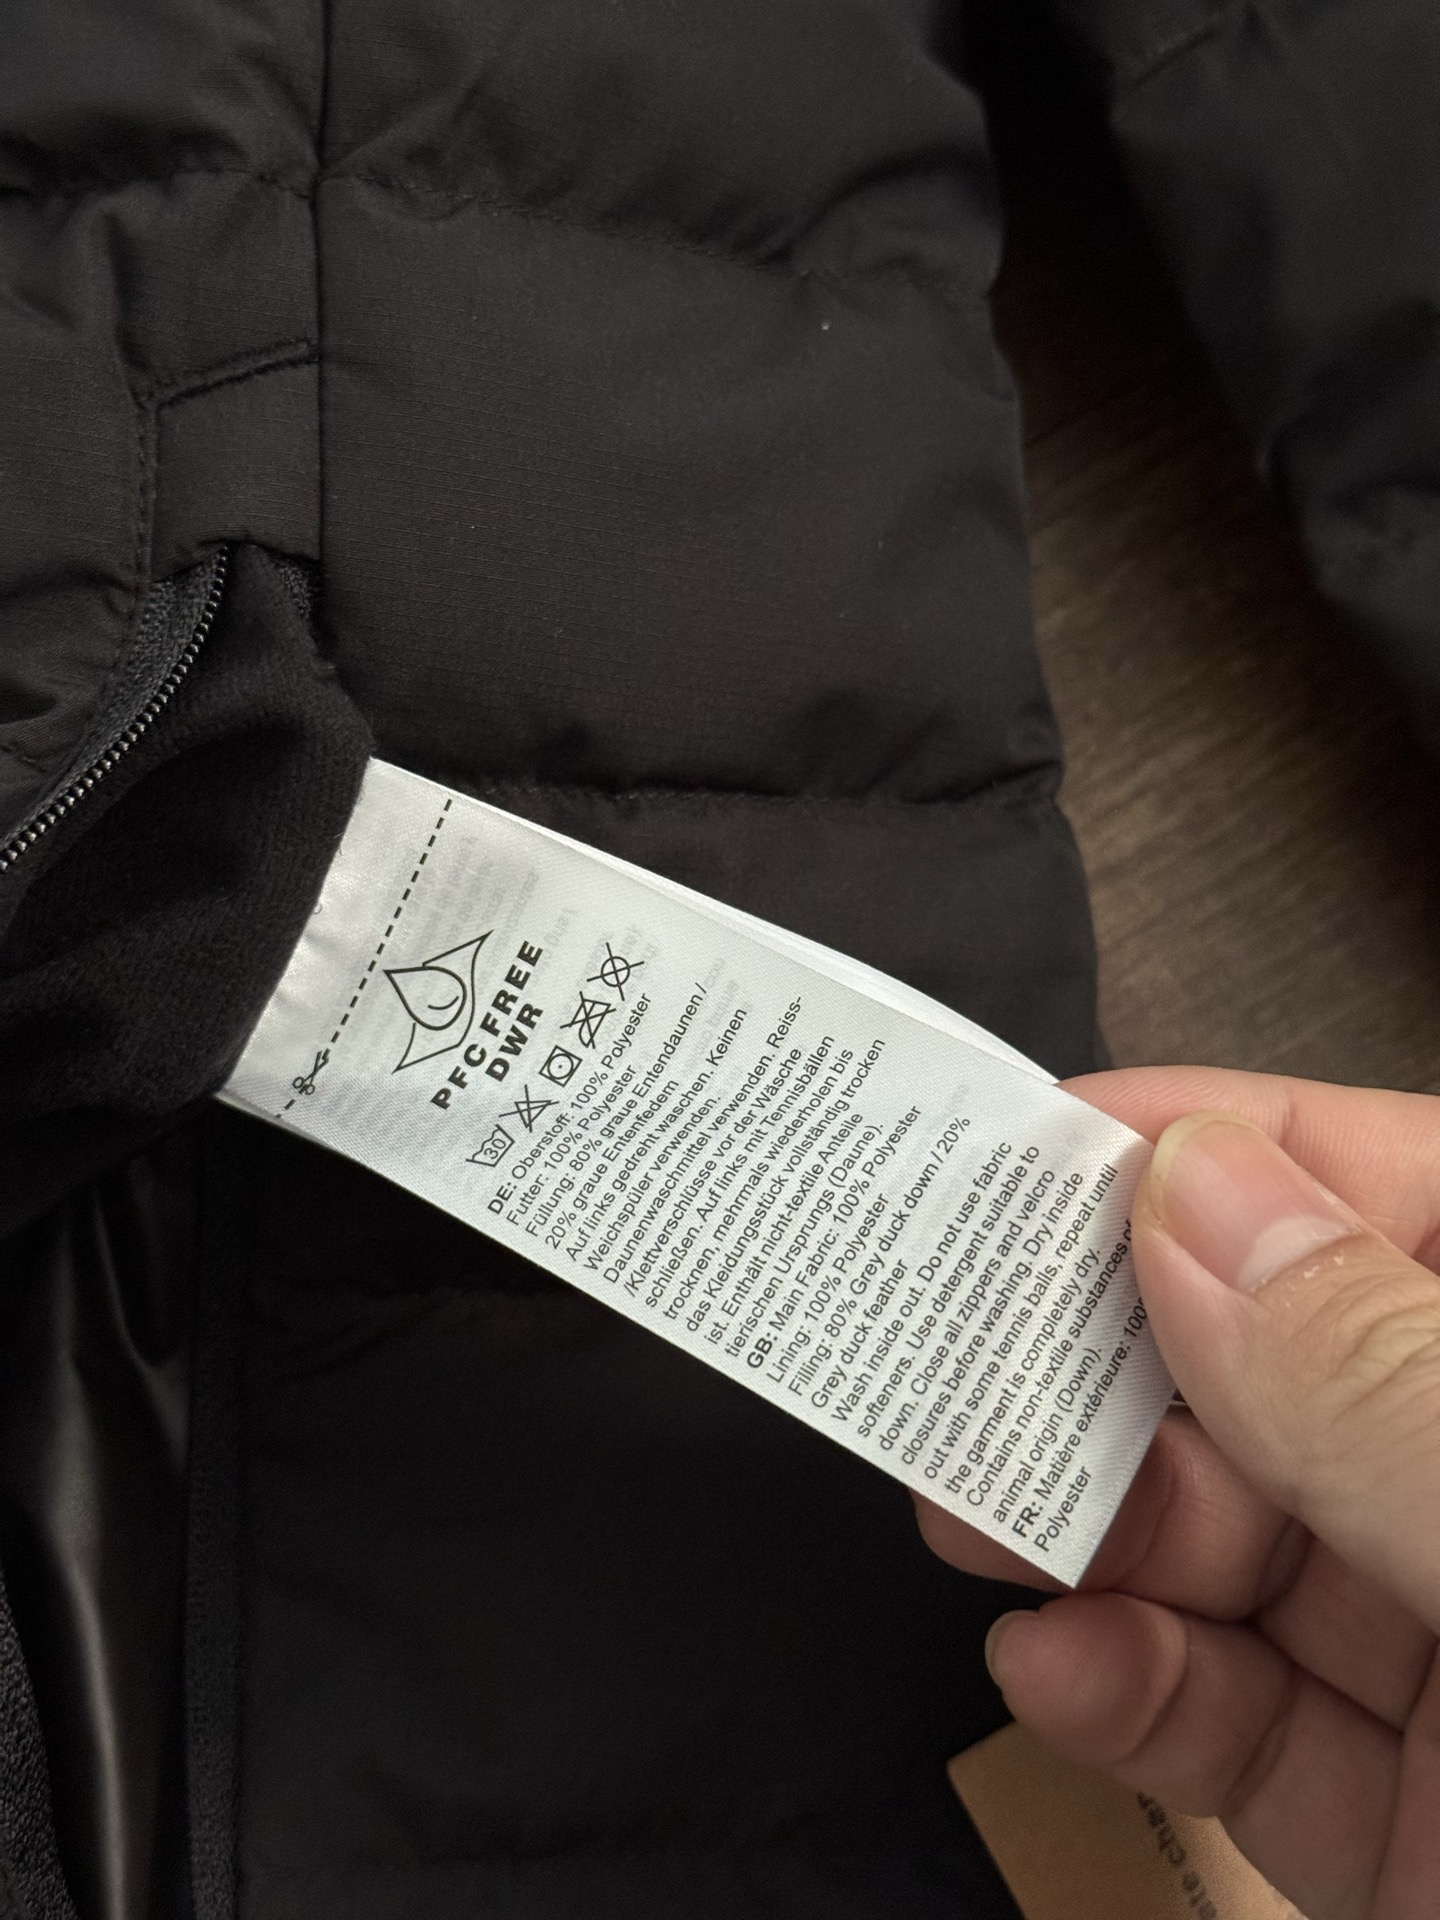 PFC FREE
DWR
30
DE: Oberstoff: 100% Polyester
Futter: 100% Polyester
Füllung: 80% graue Entendaunen /
20% graue Entenfedern
Auf links gedreht waschen. Keinen
Weichspüler verwenden.
Daunenwaschmittel verwenden. Reiss-
/Klettverschlüsse vor der Wäsche
schließen. Auf links mit Tennisbällen
trocknen, mehrmals wiederholen bis
das Kleidungsstück vollständig trocken
ist. Enthält nicht-textile Anteile
tierischen Ursprungs (Daune).
GB: Main Fabric: 100% Polyester
Lining: 100% Polyester
Filling: 80% Grey duck down / 20%
Grey duck feather
Wash inside out. Do not use fabric
softeners. Use detergent suitable to
down. Close all zippers and velcro
closures before washing. Dry inside
out with some tennis balls, repeat until
the garment is completely dry.
Contains non-textile substances of
animal origin (Down).
FR: Matière extérieure: 100
Polyester